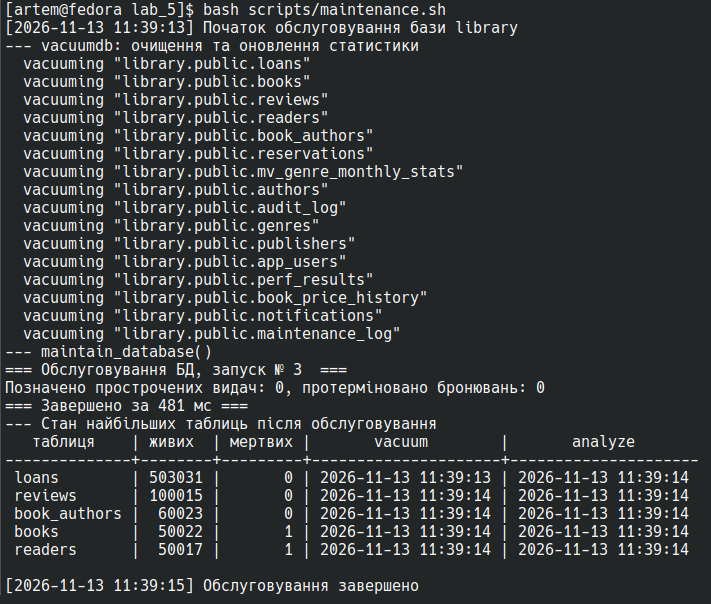 [artem@fedora lab_5]$ bash scripts/maintenance.sh
[2026-11-13 11:39:13] Початок обслуговування бази library
--- vacuumdb: очищення та оновлення статистики
  vacuuming "library.public.loans"
  vacuuming "library.public.books"
  vacuuming "library.public.reviews"
  vacuuming "library.public.readers"
  vacuuming "library.public.book_authors"
  vacuuming "library.public.reservations"
  vacuuming "library.public.mv_genre_monthly_stats"
  vacuuming "library.public.authors"
  vacuuming "library.public.audit_log"
  vacuuming "library.public.genres"
  vacuuming "library.public.publishers"
  vacuuming "library.public.app_users"
  vacuuming "library.public.perf_results"
  vacuuming "library.public.book_price_history"
  vacuuming "library.public.notifications"
  vacuuming "library.public.maintenance_log"
--- maintain_database()
=== Обслуговування БД, запуск № 3  ===
Позначено прострочених видач: 0, протерміновано бронювань: 0
=== Завершено за 481 мс ===
--- Стан найбільших таблиць після обслуговування
   таблиця    | живих  | мертвих |       vacuum        |       analyze
--------------+--------+---------+---------------------+---------------------
 loans        | 503031 |       0 | 2026-11-13 11:39:13 | 2026-11-13 11:39:14
 reviews      | 100015 |       0 | 2026-11-13 11:39:14 | 2026-11-13 11:39:14
 book_authors |  60023 |       0 | 2026-11-13 11:39:14 | 2026-11-13 11:39:14
 books        |  50022 |       1 | 2026-11-13 11:39:14 | 2026-11-13 11:39:14
 readers      |  50017 |       1 | 2026-11-13 11:39:14 | 2026-11-13 11:39:14

[2026-11-13 11:39:15] Обслуговування завершено